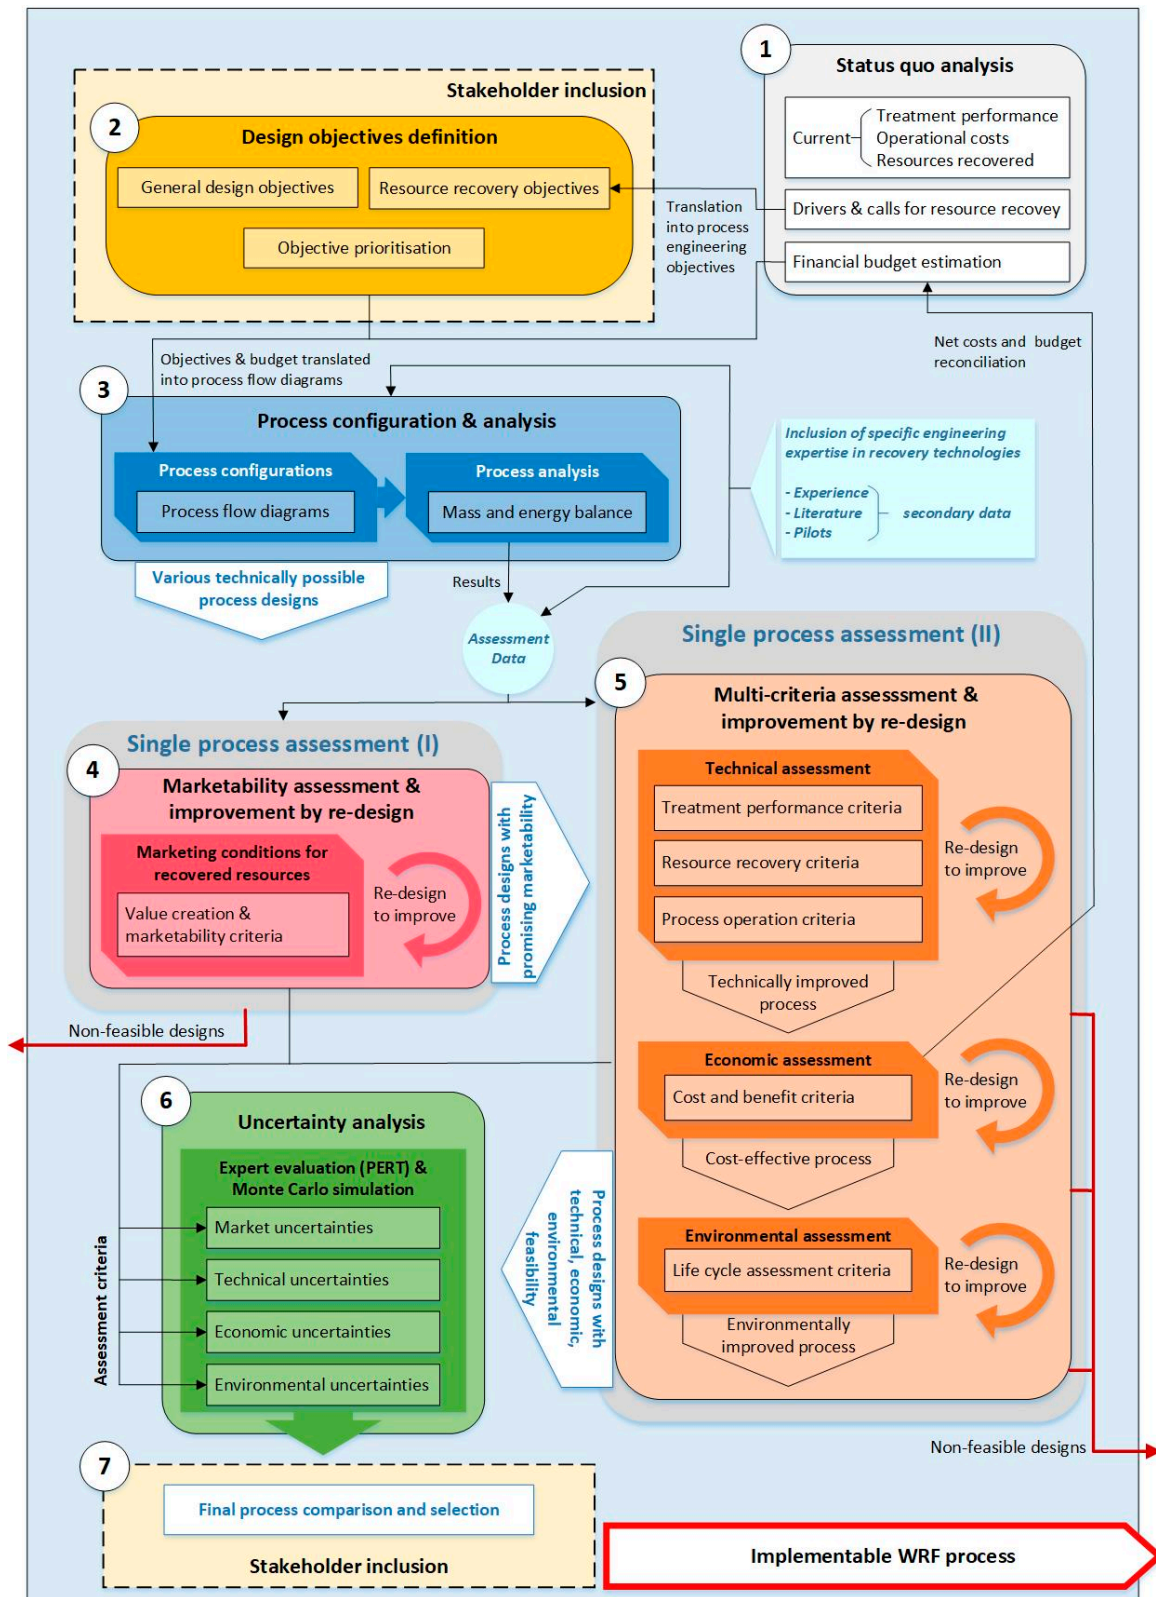 1
Status quo analysis
Current
Treatment performance
Operational costs
Resources recovered
Drivers & calls for resource recovey
Financial budget estimation
Stakeholder inclusion
2
Design objectives definition
General design objectives
Resource recovery objectives
Objective prioritisation
Translation
into process
engineering
objectives
Net costs and budget
reconciliation
Objectives & budget translated
into process flow diagrams
3
Process configuration & analysis
Process configurations
Process flow diagrams
Process analysis
Mass and energy balance
Inclusion of specific engineering
expertise in recovery technologies
- Experience
- Literature
- Pilots
secondary data
Various technically possible
process designs
Results
Assessment
Data
Single process assessment (I)
4
Marketability assessment &
improvement by re-design
Marketing conditions for
recovered resources
Value creation &
marketability criteria
Re-design
to improve
Process designs with
promising marketability
Non-feasible designs
Single process assessment (II)
5
Multi-criteria assesssment &
improvement by re-design
Technical assessment
Treatment performance criteria
Resource recovery criteria
Process operation criteria
Re-design
to improve
Technically improved
process
Economic assessment
Cost and benefit criteria
Re-design
to improve
Cost-effective process
Environmental assessment
Life cycle assessment criteria
Re-design
to improve
Environmentally
improved process
Non-feasible designs
Process designs with
technical, economic,
environmental
feasibility
6
Uncertainty analysis
Expert evaluation (PERT) &
Monte Carlo simulation
Market uncertainties
Technical uncertainties
Economic uncertainties
Environmental uncertainties
Assessment criteria
7
Final process comparison and selection
Stakeholder inclusion
Implementable WRF process